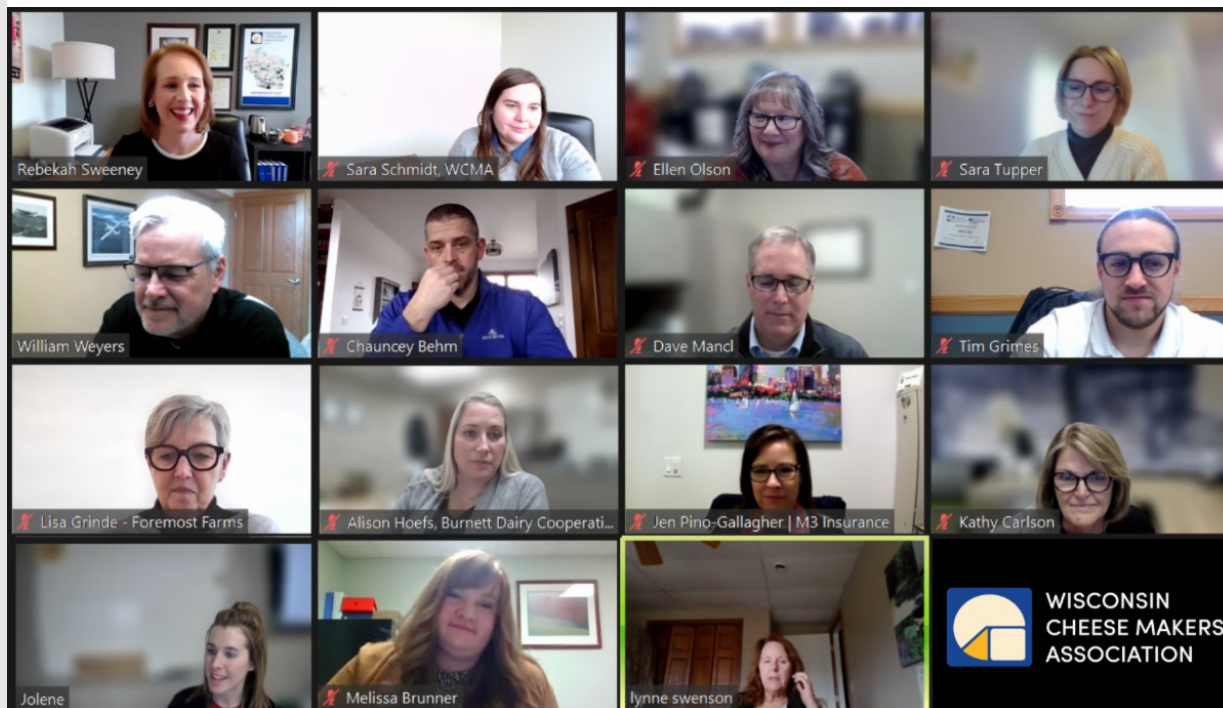 Rebekah Sweeney
Sara Schmidt, WCMA
Ellen Olson
Sara Tupper
William Weyers
Chauncey Behm
Dave Mancl
Tim Grimes
Lisa Grinde - Foremost Farms
Alison Hoefs, Burnett Dairy Cooperati...
Jen Pino-Gallagher | M3 Insurance
Kathy Carlson
Jolene
Melissa Brunner
lynne swenson
WISCONSIN
CHEESE MAKERS
ASSOCIATION